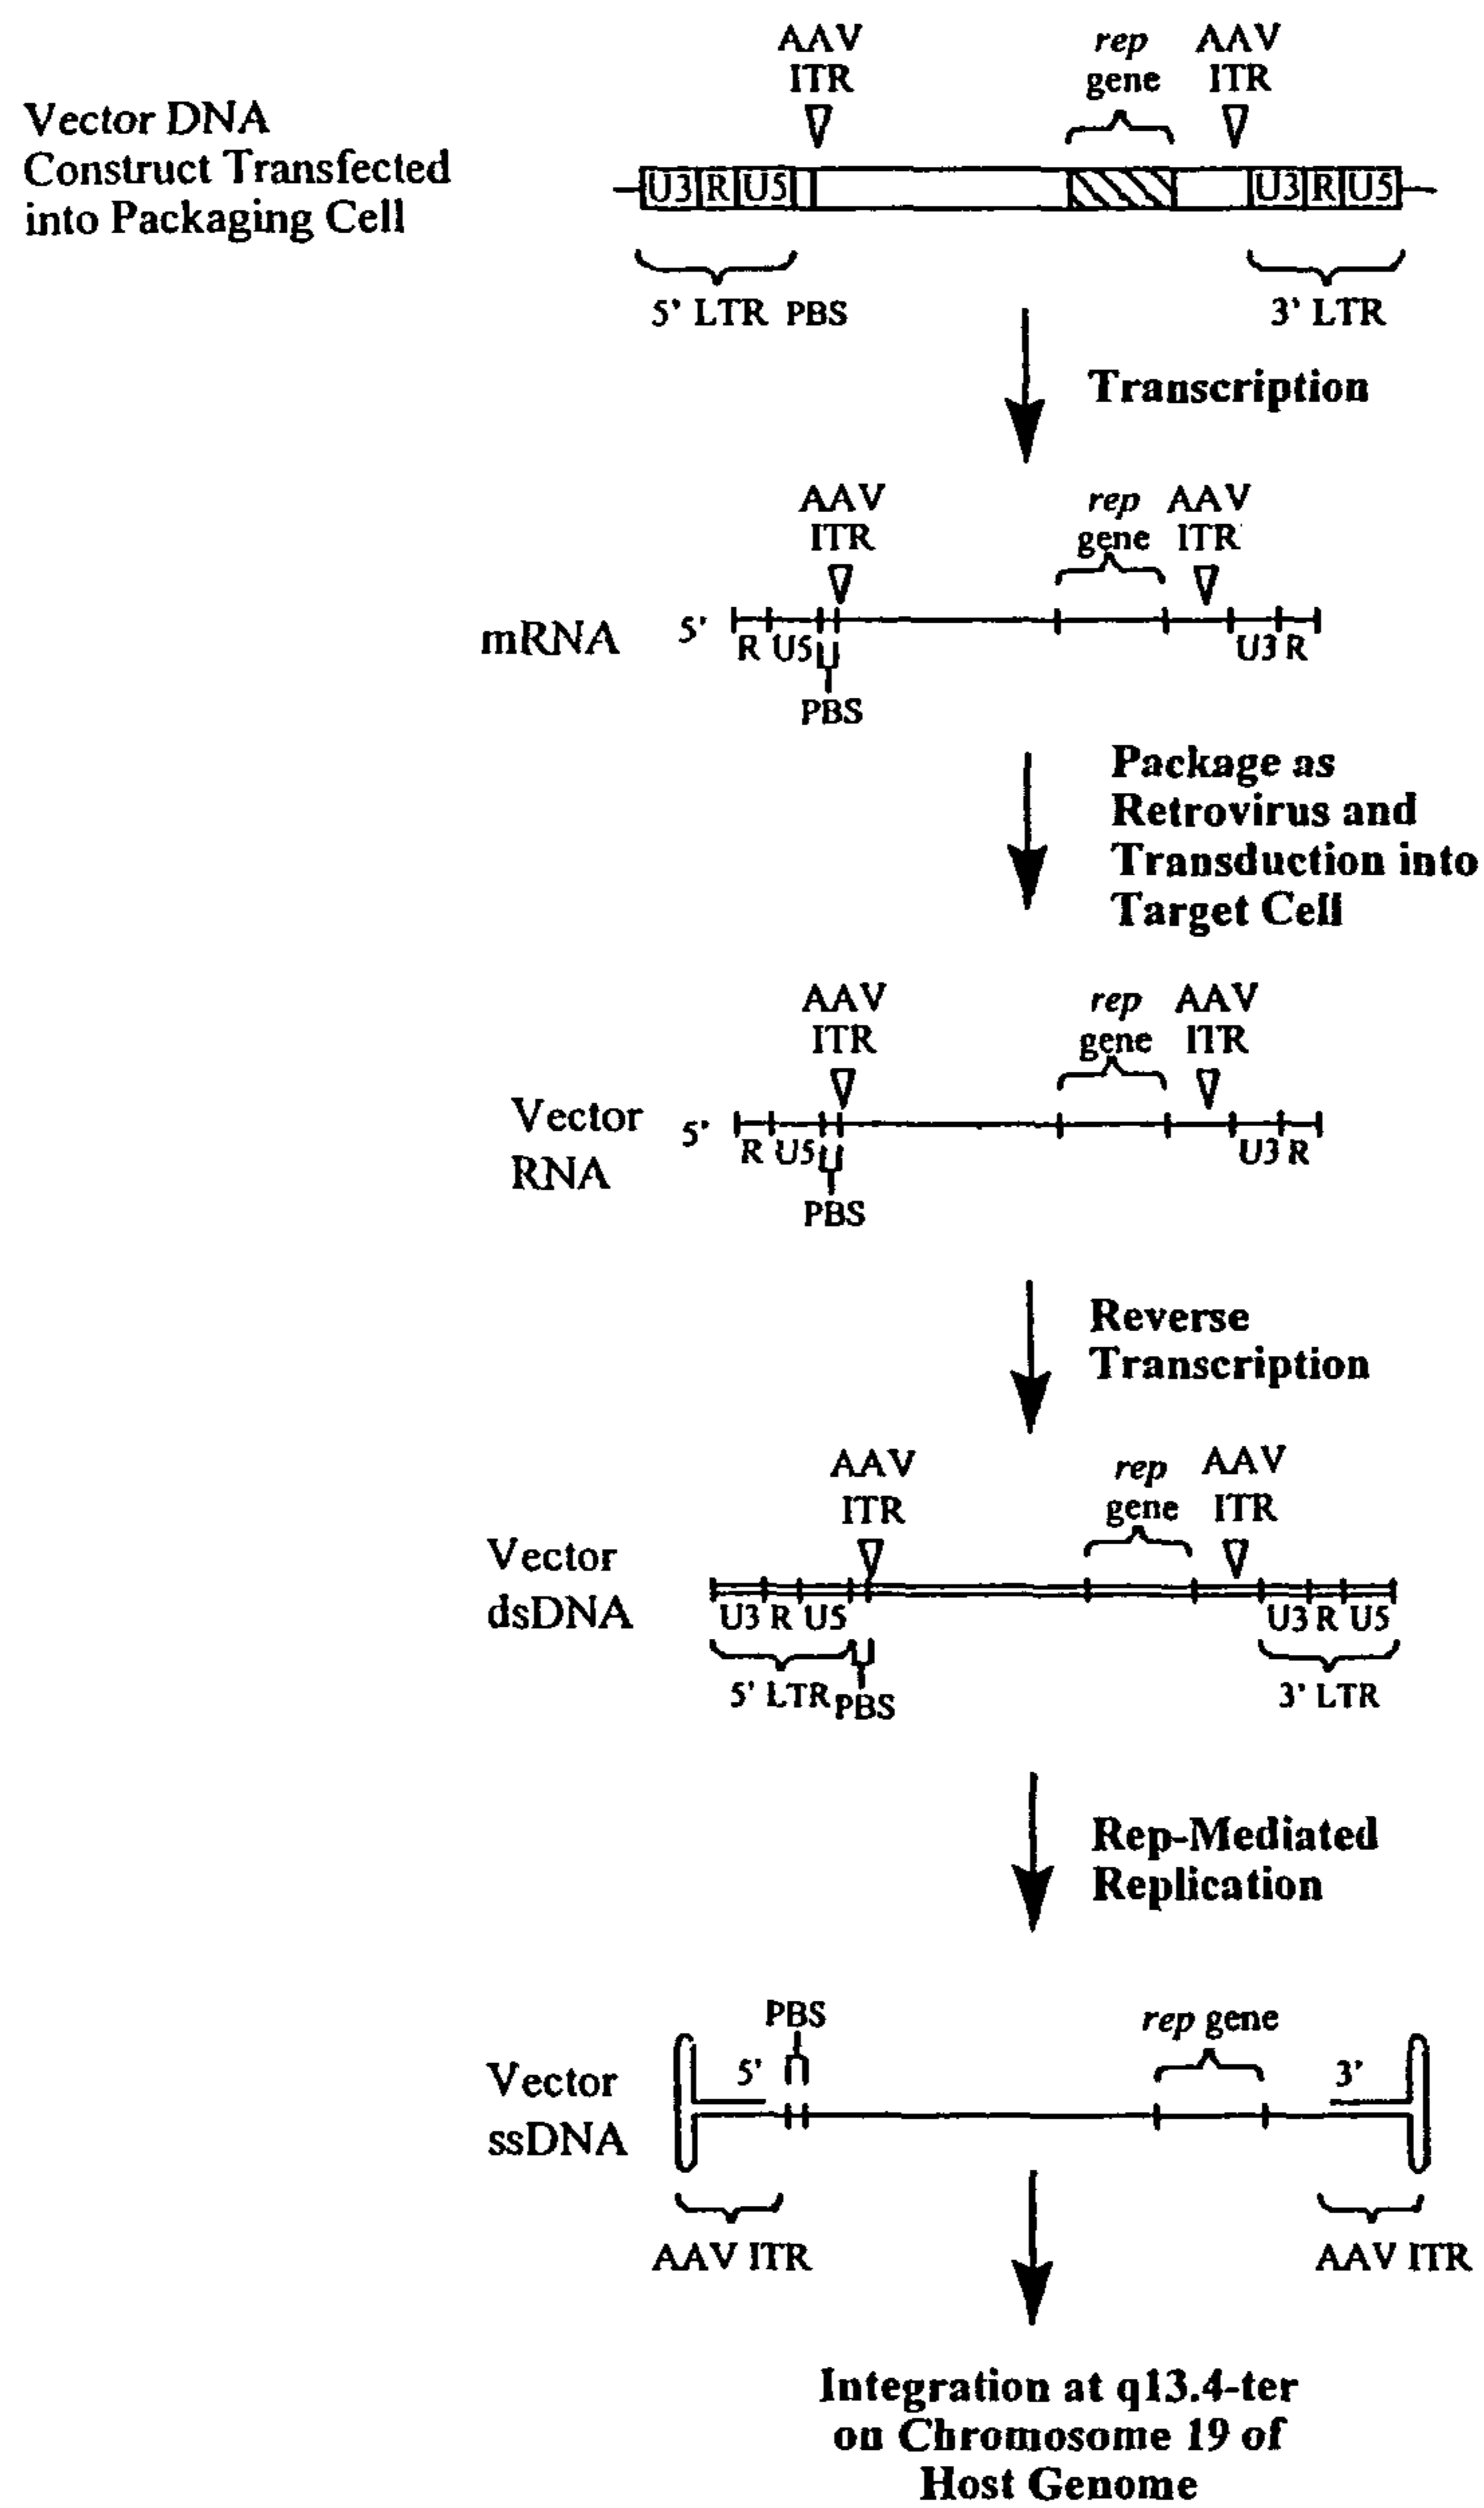 AAV
ITR
rep
gene
AAV
ITR
Vector DNA
Construct Transfected
into Packaging Cell
U3 R U5
U3 R U5
5' LTR PBS
3' LTR
Transcription
AAV
ITR
rep
gene
AAV
ITR
mRNA
5'
R U5
U3 R
PBS
Package as
Retrovirus and
Transduction into
Target Cell
AAV
ITR
rep
gene
AAV
ITR
Vector
RNA
5'
R U5
U3 R
PBS
Reverse
Transcription
AAV
ITR
rep
gene
AAV
ITR
Vector
dsDNA
U3 R U5
U3 R U5
5' LTR PBS
3' LTR
Rep-Mediated
Replication
PBS
rep gene
Vector
ssDNA
5'
3'
AAV ITR
AAV ITR
Integration at q13.4-ter
on Chromosome 19 of
Host Genome